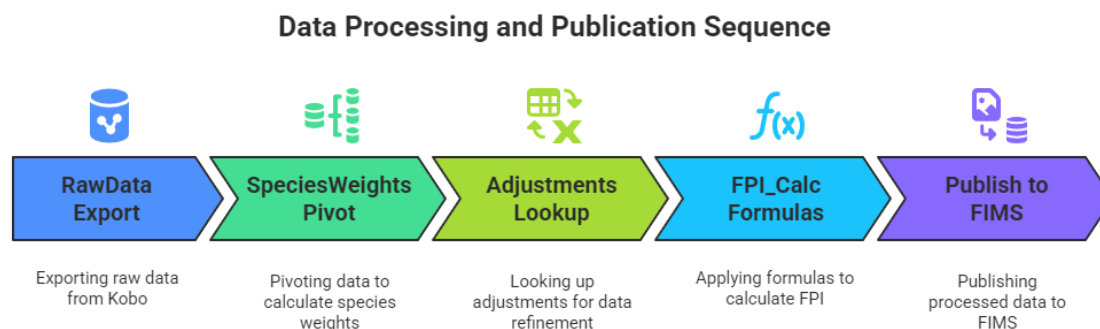 Data Processing and Publication Sequence
f(x)
RawData
Export
SpeciesWeights
Pivot
Adjustments
Lookup
FPI_Calc
Formulas
Publish to
FIMS
Exporting raw data
from Kobo
Pivoting data to
calculate species
weights
Looking up
adjustments for data
refinement
Applying formulas to
calculate FPI
Publishing
processed data to
FIMS